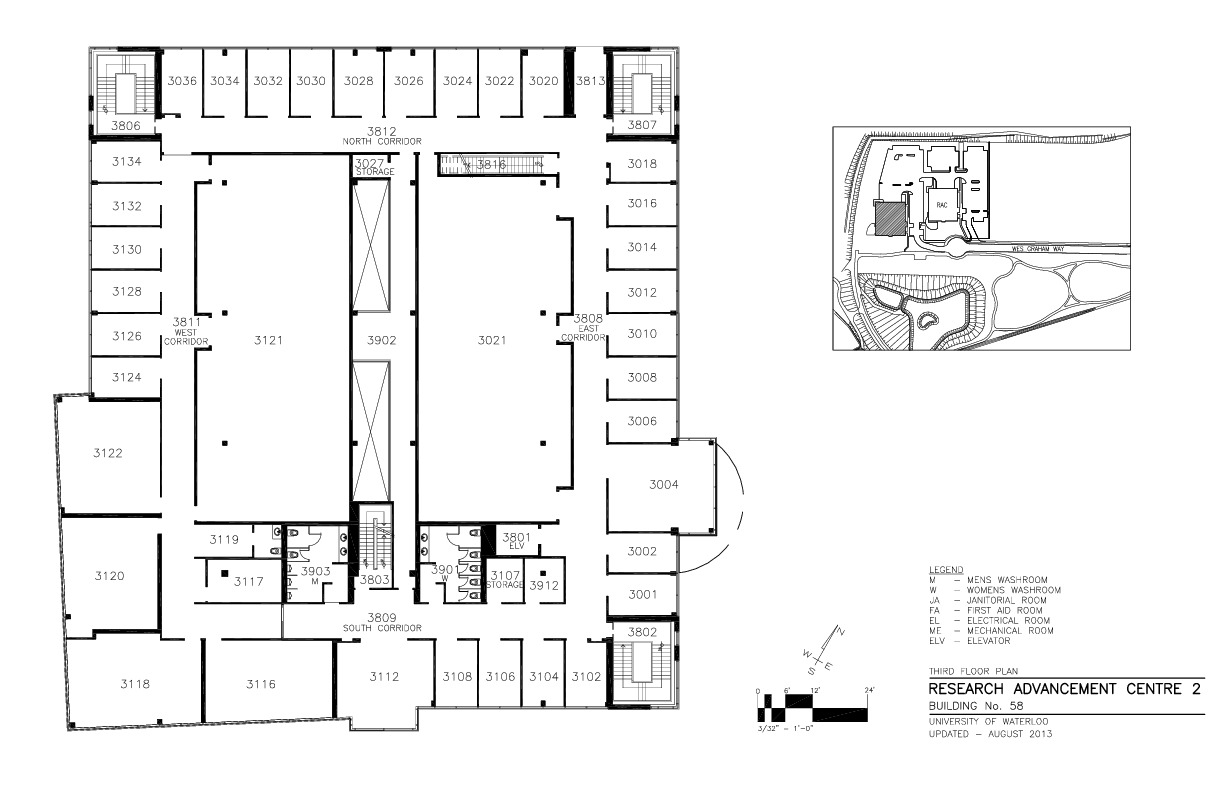 3036 3034 3032 3030 3028 3026 3024 3022 3020 3813
3806
3812
NORTH CORRIDOR
3807
3134
3027
STORAGE
3816
3018
3132
3016
3130
3014
3128
3012
3811
WEST
CORRIDOR
3808
EAST
CORRIDOR
3126
3121
3902
3021
3010
3124
3008
3006
3122
3004
3119
3801
ELV
3002
3120
3117
3903
M
3803
3901
W
3107
STORAGE
3912
3001
3809
SOUTH CORRIDOR
3802
3118
3116
3112
3108
3106
3104
3102
RAC
WES GRAHAM WAY
LEGEND
M – MENS WASHROOM
W – WOMENS WASHROOM
JA – JANITORIAL ROOM
FA – FIRST AID ROOM
EL – ELECTRICAL ROOM
ME – MECHANICAL ROOM
ELV – ELEVATOR
N
W
E
S
0 6' 12' 24'
3/32" – 1'–0"
THIRD FLOOR PLAN
RESEARCH ADVANCEMENT CENTRE 2
BUILDING No. 58
UNIVERSITY OF WATERLOO
UPDATED – AUGUST 2013